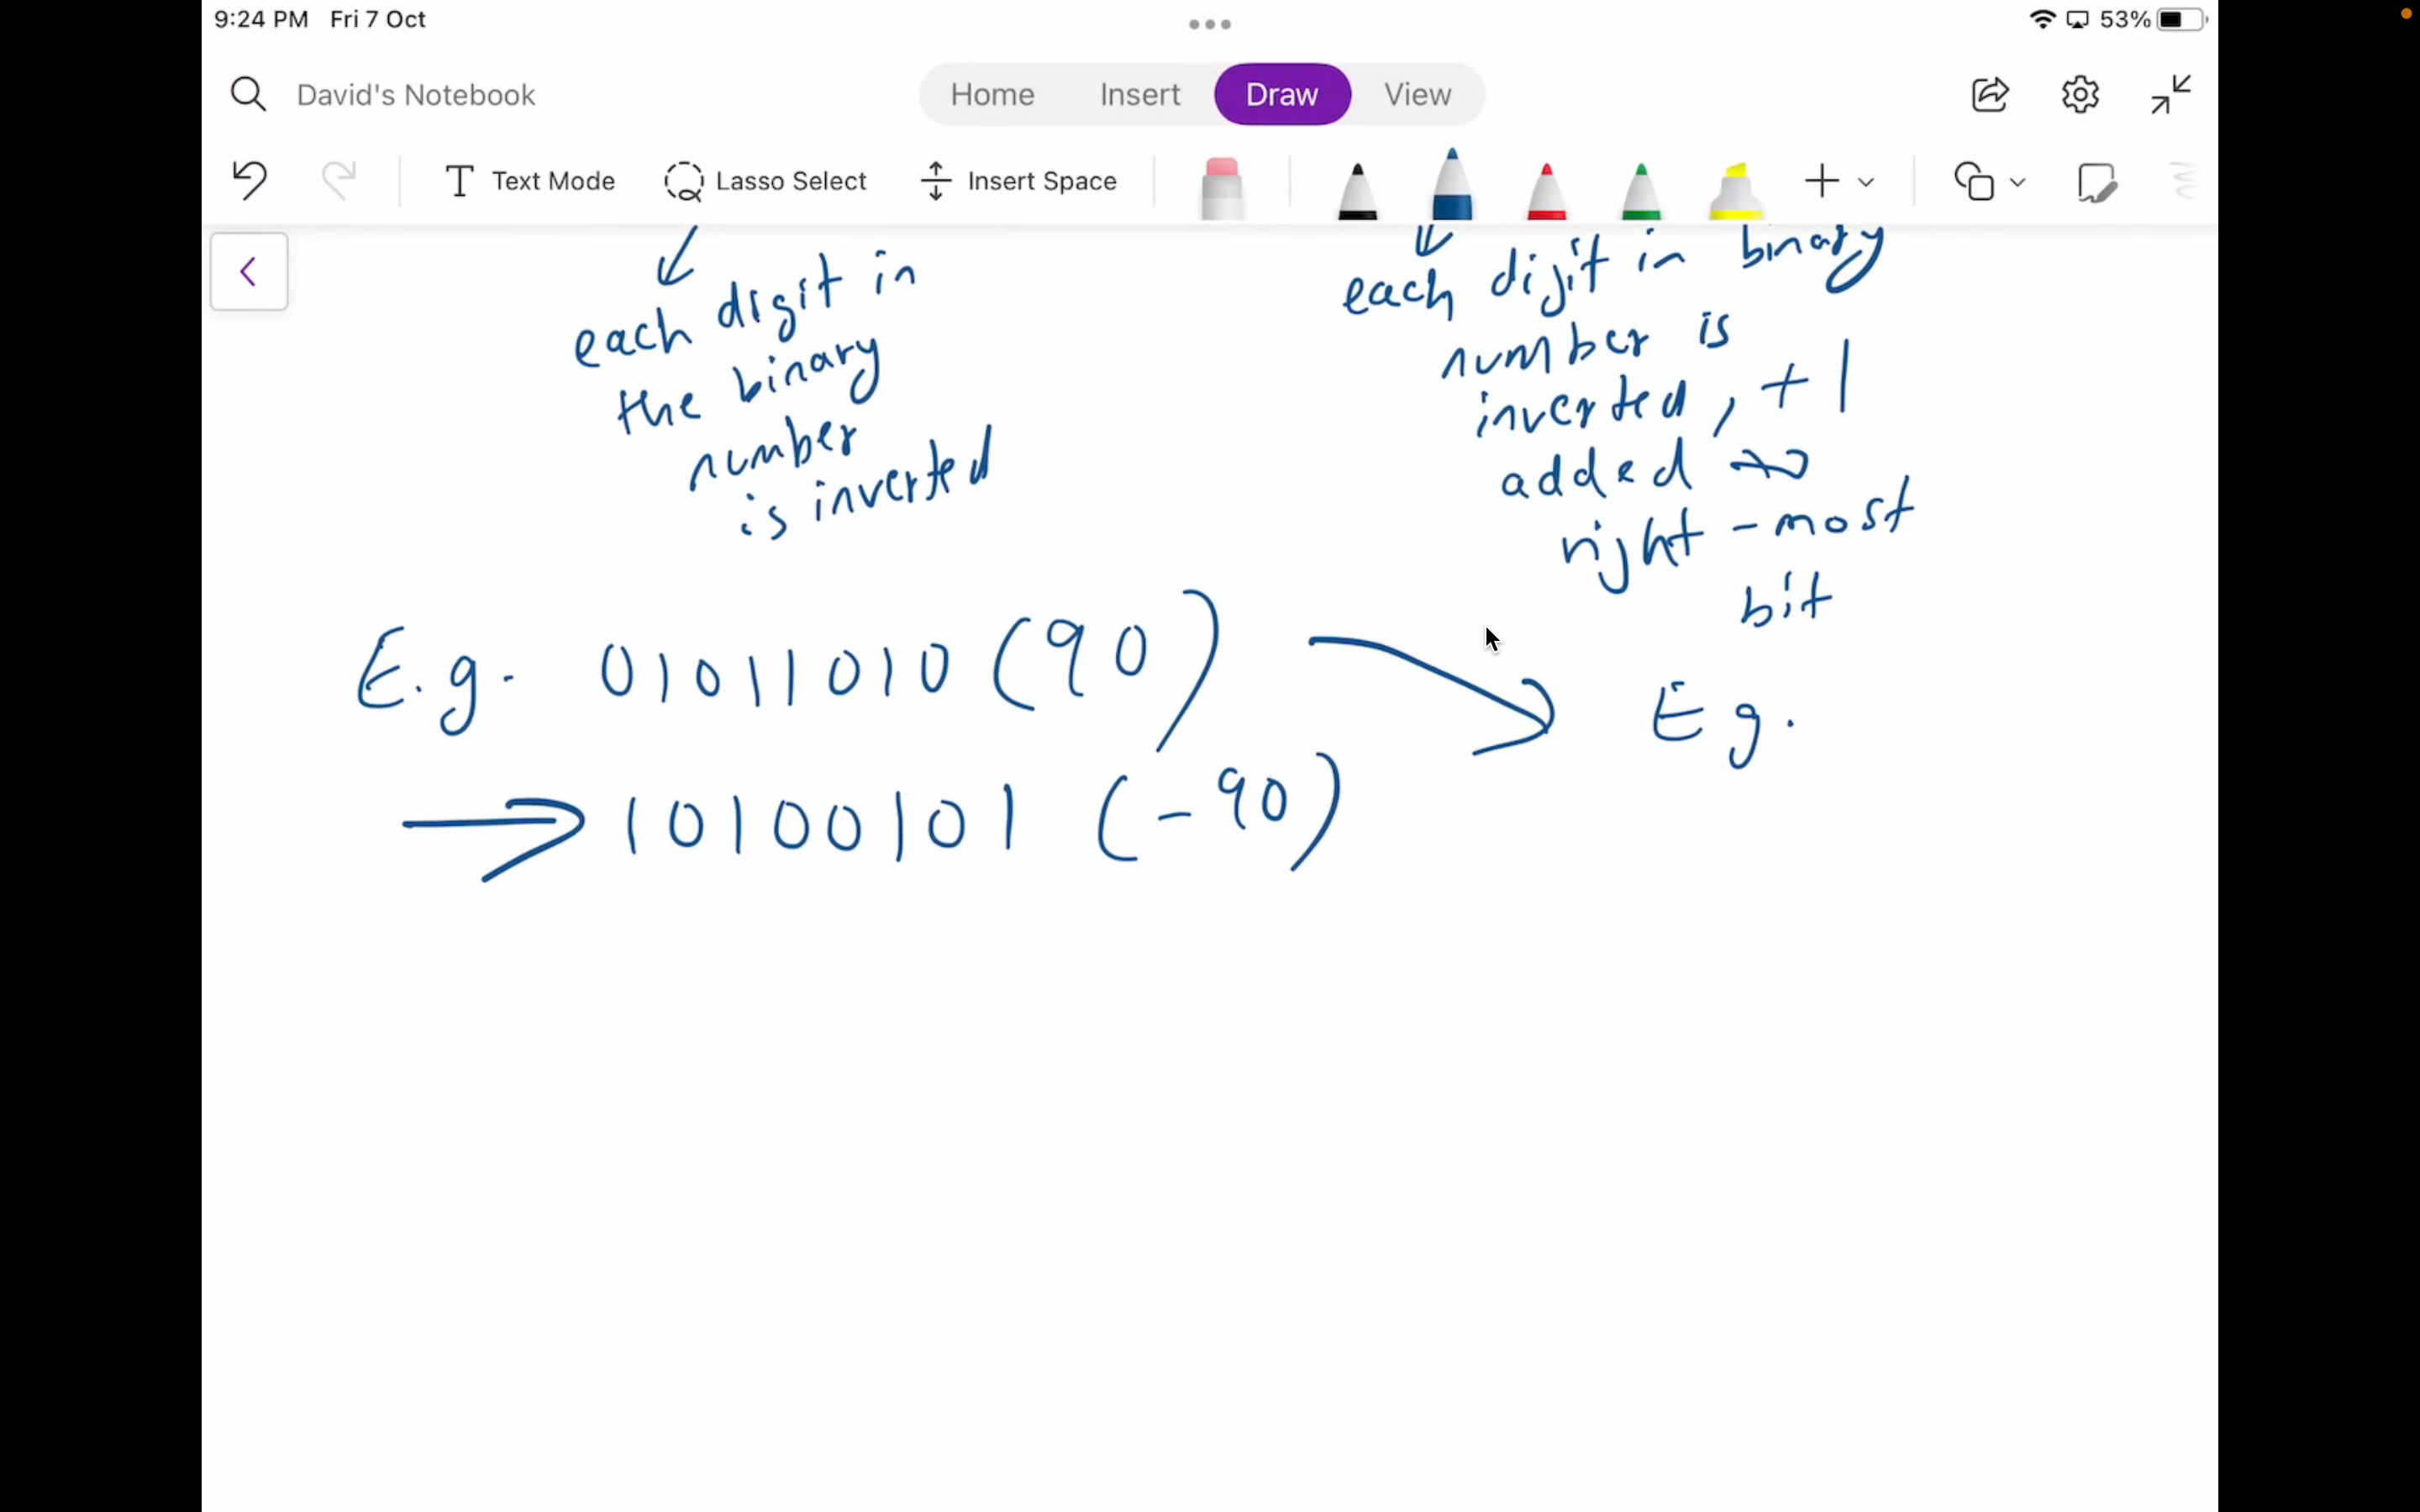 9:24 PM Fri 7 Oct
53%
David's Notebook
Home Insert Draw View
Text Mode Lasso Select Insert Space
each digit in
the binary
number
is inverted
each digit in binary
number is
inverted, +1
added to
right-most
bit
E.g. 01011010 (90)
10100101 (-90)
Eg.